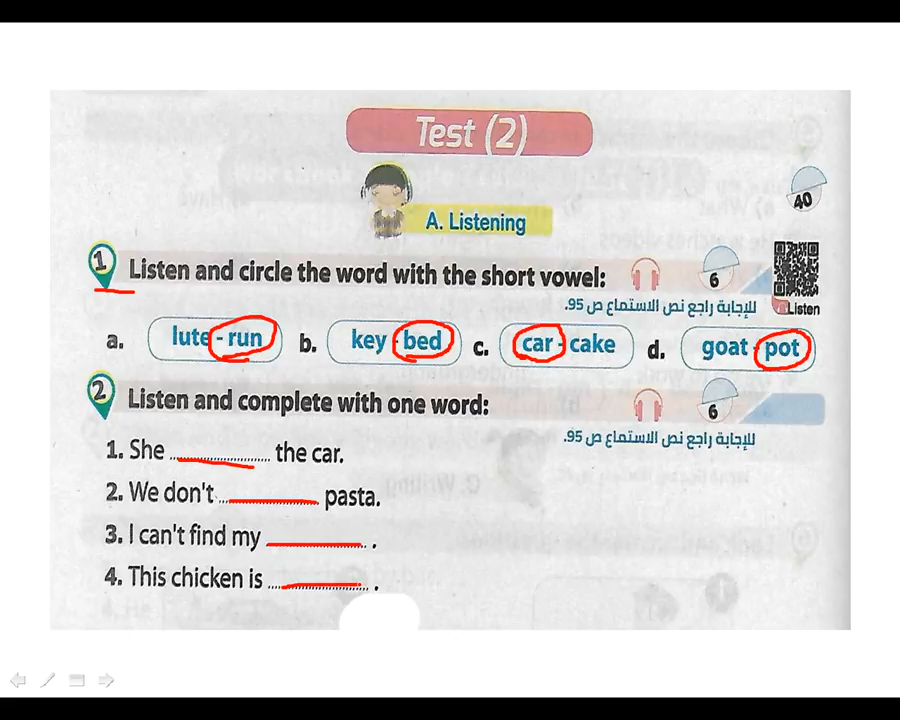 Test (2)
40
A. Listening
1 Listen and circle the word with the short vowel: 6
للإجابة راجع نص الاستماع ص 95.
Listen
a. lute - run b. key - bed c. car - cake d. goat - pot
2 Listen and complete with one word: 6
للإجابة راجع نص الاستماع ص 95.
1. She .................... the car.
2. We don't .................... pasta.
3. I can't find my .................... .
4. This chicken is .................... .